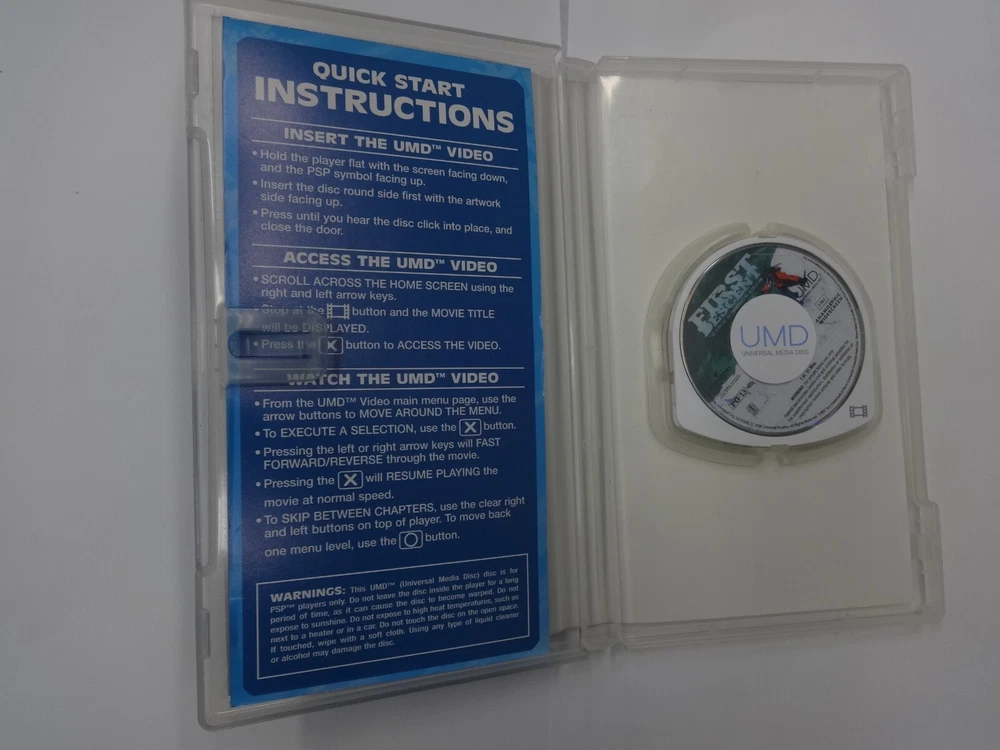 QUICK START
INSTRUCTIONS
INSERT THE UMD™ VIDEO
• Hold the player flat with the screen facing down,
and the PSP symbol facing up.
• Insert the disc round side first with the artwork
side facing up.
• Press until you hear the disc click into place, and
close the door.
ACCESS THE UMD™ VIDEO
• SCROLL ACROSS THE HOME SCREEN using the
right and left arrow keys.
Stop at the button and the MOVIE TITLE
will be DISPLAYED.
• Press the X button to ACCESS THE VIDEO.
WATCH THE UMD™ VIDEO
• From the UMD™ Video main menu page, use the
arrow buttons to MOVE AROUND THE MENU.
• To EXECUTE A SELECTION, use the X button.
• Pressing the left or right arrow keys will FAST
FORWARD/REVERSE through the movie.
• Pressing the X will RESUME PLAYING the
movie at normal speed.
• To SKIP BETWEEN CHAPTERS, use the clear right
and left buttons on top of player. To move back
one menu level, use the O button.
WARNINGS: This UMD™ (Universal Media Disc) disc is for
PSP™ players only. Do not leave the disc inside the player for a long
period of time, as it can cause the disc to become warped. Do not
expose to sunshine. Do not expose to high heat temperatures, such as
next to a heater or in a car. Do not touch the disc on the open space.
If touched, wipe with a soft cloth. Using any type of liquid cleaner
or alcohol may damage the disc.
FIRST
DESCENT
UMD
ANAMORPHIC
WIDESCREEN
UMD
UNIVERSAL MEDIA DISC
PG-13